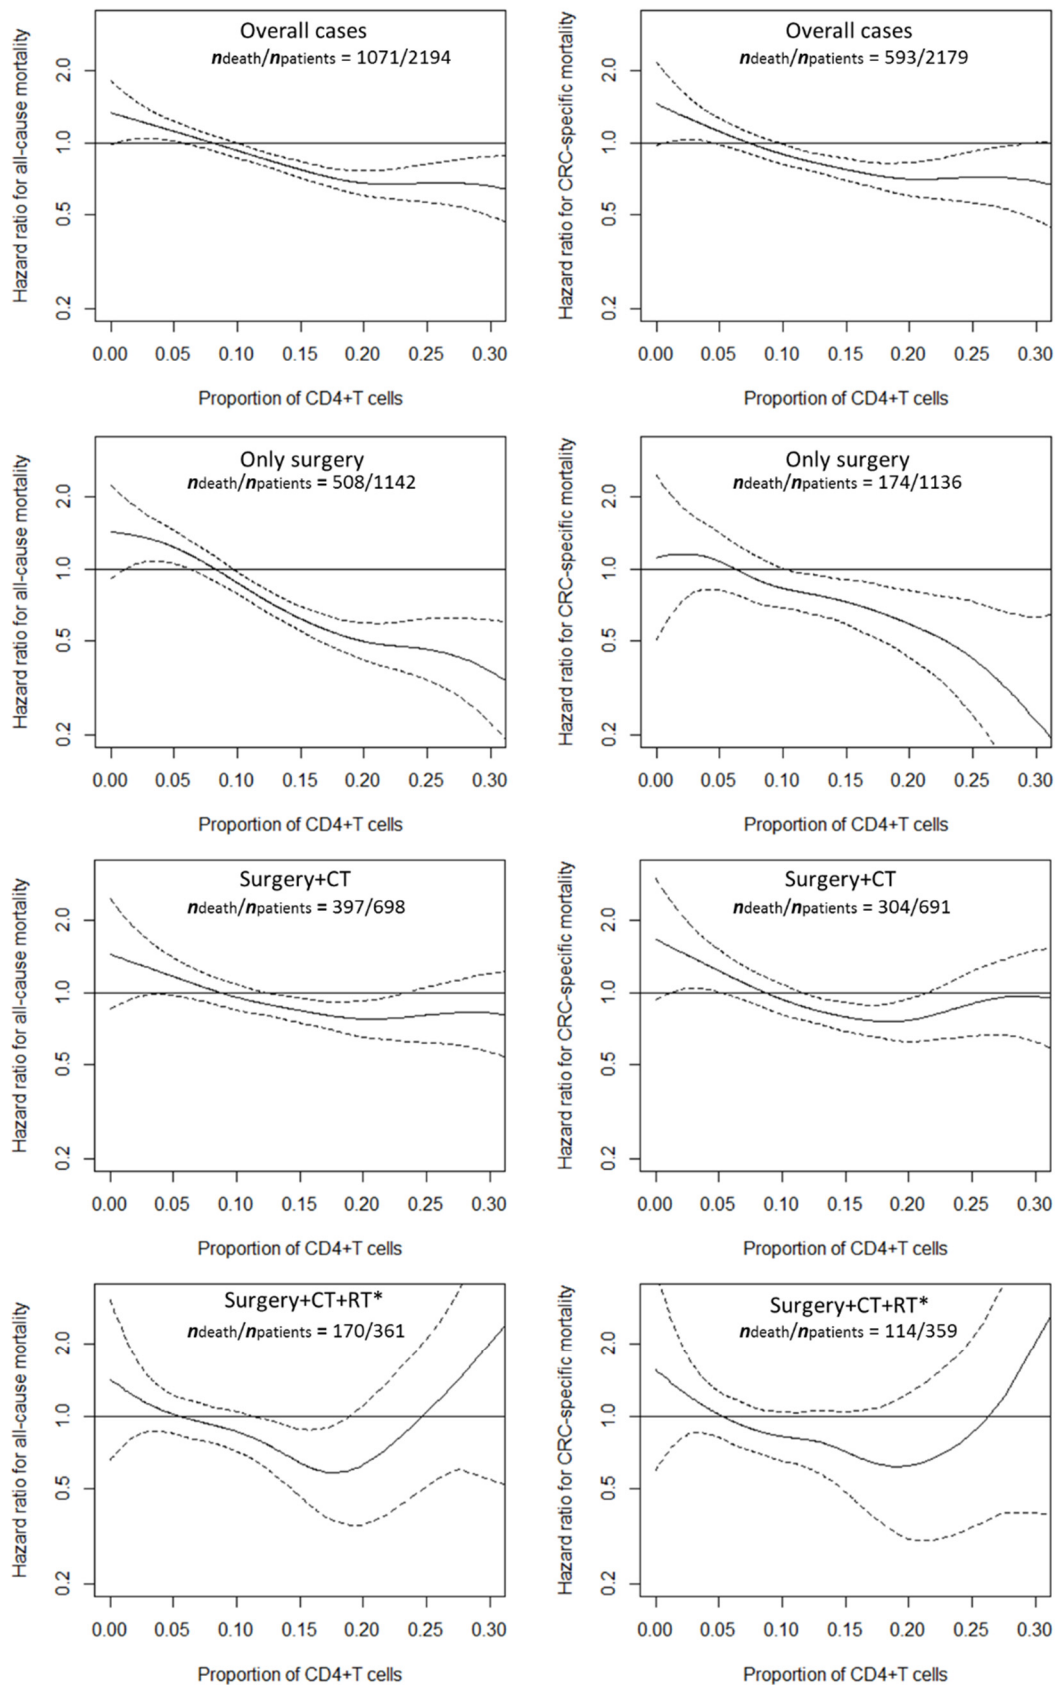 Overall cases
ndeath/npatients = 1071/2194
Hazard ratio for all-cause mortality
2.0
1.0
0.5
0.2
0.00 0.05 0.10 0.15 0.20 0.25 0.30
Proportion of CD4+T cells
Overall cases
ndeath/npatients = 593/2179
Hazard ratio for CRC-specific mortality
2.0
1.0
0.5
0.2
0.00 0.05 0.10 0.15 0.20 0.25 0.30
Proportion of CD4+T cells
Only surgery
ndeath/npatients = 508/1142
Hazard ratio for all-cause mortality
2.0
1.0
0.5
0.2
0.00 0.05 0.10 0.15 0.20 0.25 0.30
Proportion of CD4+T cells
Only surgery
ndeath/npatients = 174/1136
Hazard ratio for CRC-specific mortality
2.0
1.0
0.5
0.2
0.00 0.05 0.10 0.15 0.20 0.25 0.30
Proportion of CD4+T cells
Surgery+CT
ndeath/npatients = 397/698
Hazard ratio for all-cause mortality
2.0
1.0
0.5
0.2
0.00 0.05 0.10 0.15 0.20 0.25 0.30
Proportion of CD4+T cells
Surgery+CT
ndeath/npatients = 304/691
Hazard ratio for CRC-specific mortality
2.0
1.0
0.5
0.2
0.00 0.05 0.10 0.15 0.20 0.25 0.30
Proportion of CD4+T cells
Surgery+CT+RT*
ndeath/npatients = 170/361
Hazard ratio for all-cause mortality
2.0
1.0
0.5
0.2
0.00 0.05 0.10 0.15 0.20 0.25 0.30
Proportion of CD4+T cells
Surgery+CT+RT*
ndeath/npatients = 114/359
Hazard ratio for CRC-specific mortality
2.0
1.0
0.5
0.2
0.00 0.05 0.10 0.15 0.20 0.25 0.30
Proportion of CD4+T cells